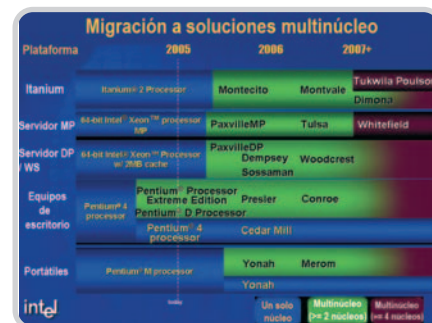 Migración a soluciones multinúcleo
Plataforma 2005 2006 2007+
Itanium
Itanium® 2 Processor
Montecito Montvale
Tukwila Poulson
Dimona
Servidor MP
64-bit Intel® Xeon™ processor
MP
PaxvilleMP Tulsa Whitefield
Servidor DP
/ WS
64-bit Intel® Xeon™ Processor
w/ 2MB cache
PaxvilleDP
Dempsey Woodcrest
Sossaman
Equipos
de
escritorio
Pentium® 4
processor
Pentium® Processor
Extreme Edition Presler Conroe
Pentium® D Processor
Pentium® 4
processor
Cedar Mill
Portátiles
Pentium® M processor
Yonah Merom
Yonah
intel
today
Un solo
núcleo
Multinúcleo
(>= 2 núcleos)
Multinúcleo
(>= 4 núcleos)